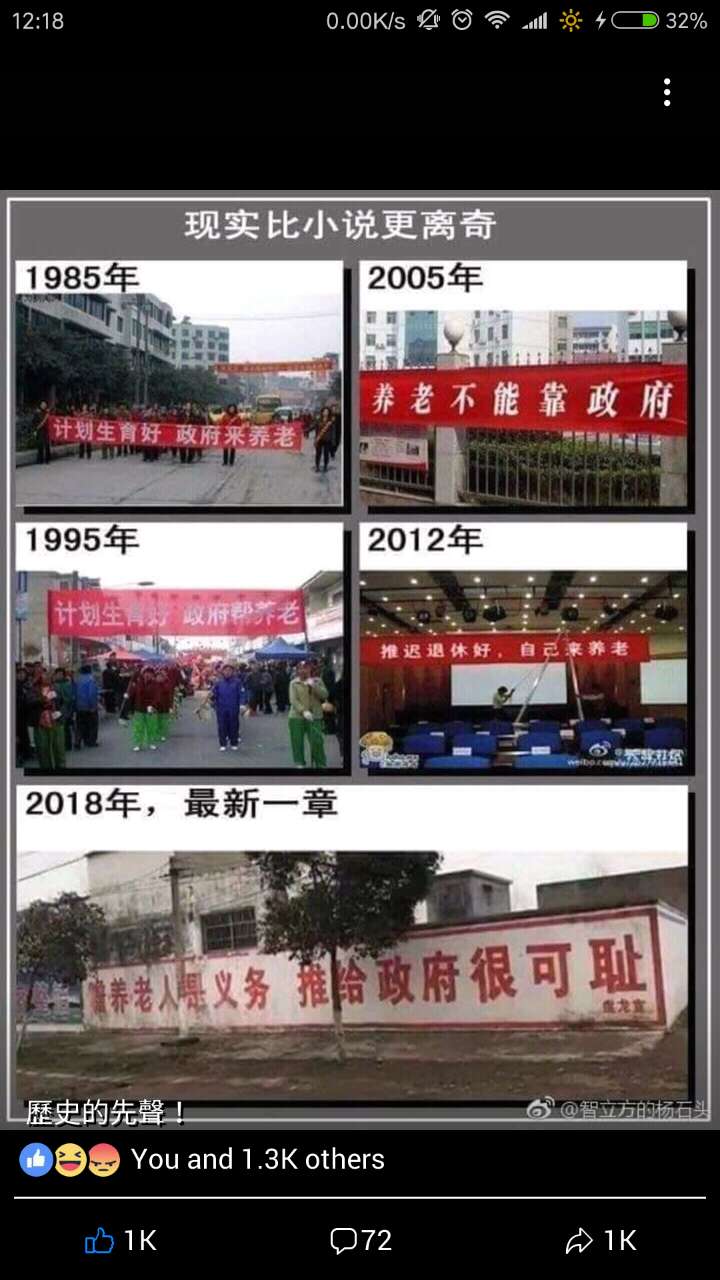 12:18
0.00K/s
32%
现实比小说更离奇
1985年
计划生育好 政府来养老
2005年
养老不能靠政府
1995年
计划生育好 政府帮养老
2012年
推迟退休好，自己来养老
weibo.com
2018年，最新一章
养老人是义务 推给政府很可耻
歷史的先聲！
@智立方的杨石头
You and 1.3K others
1K
72
1K